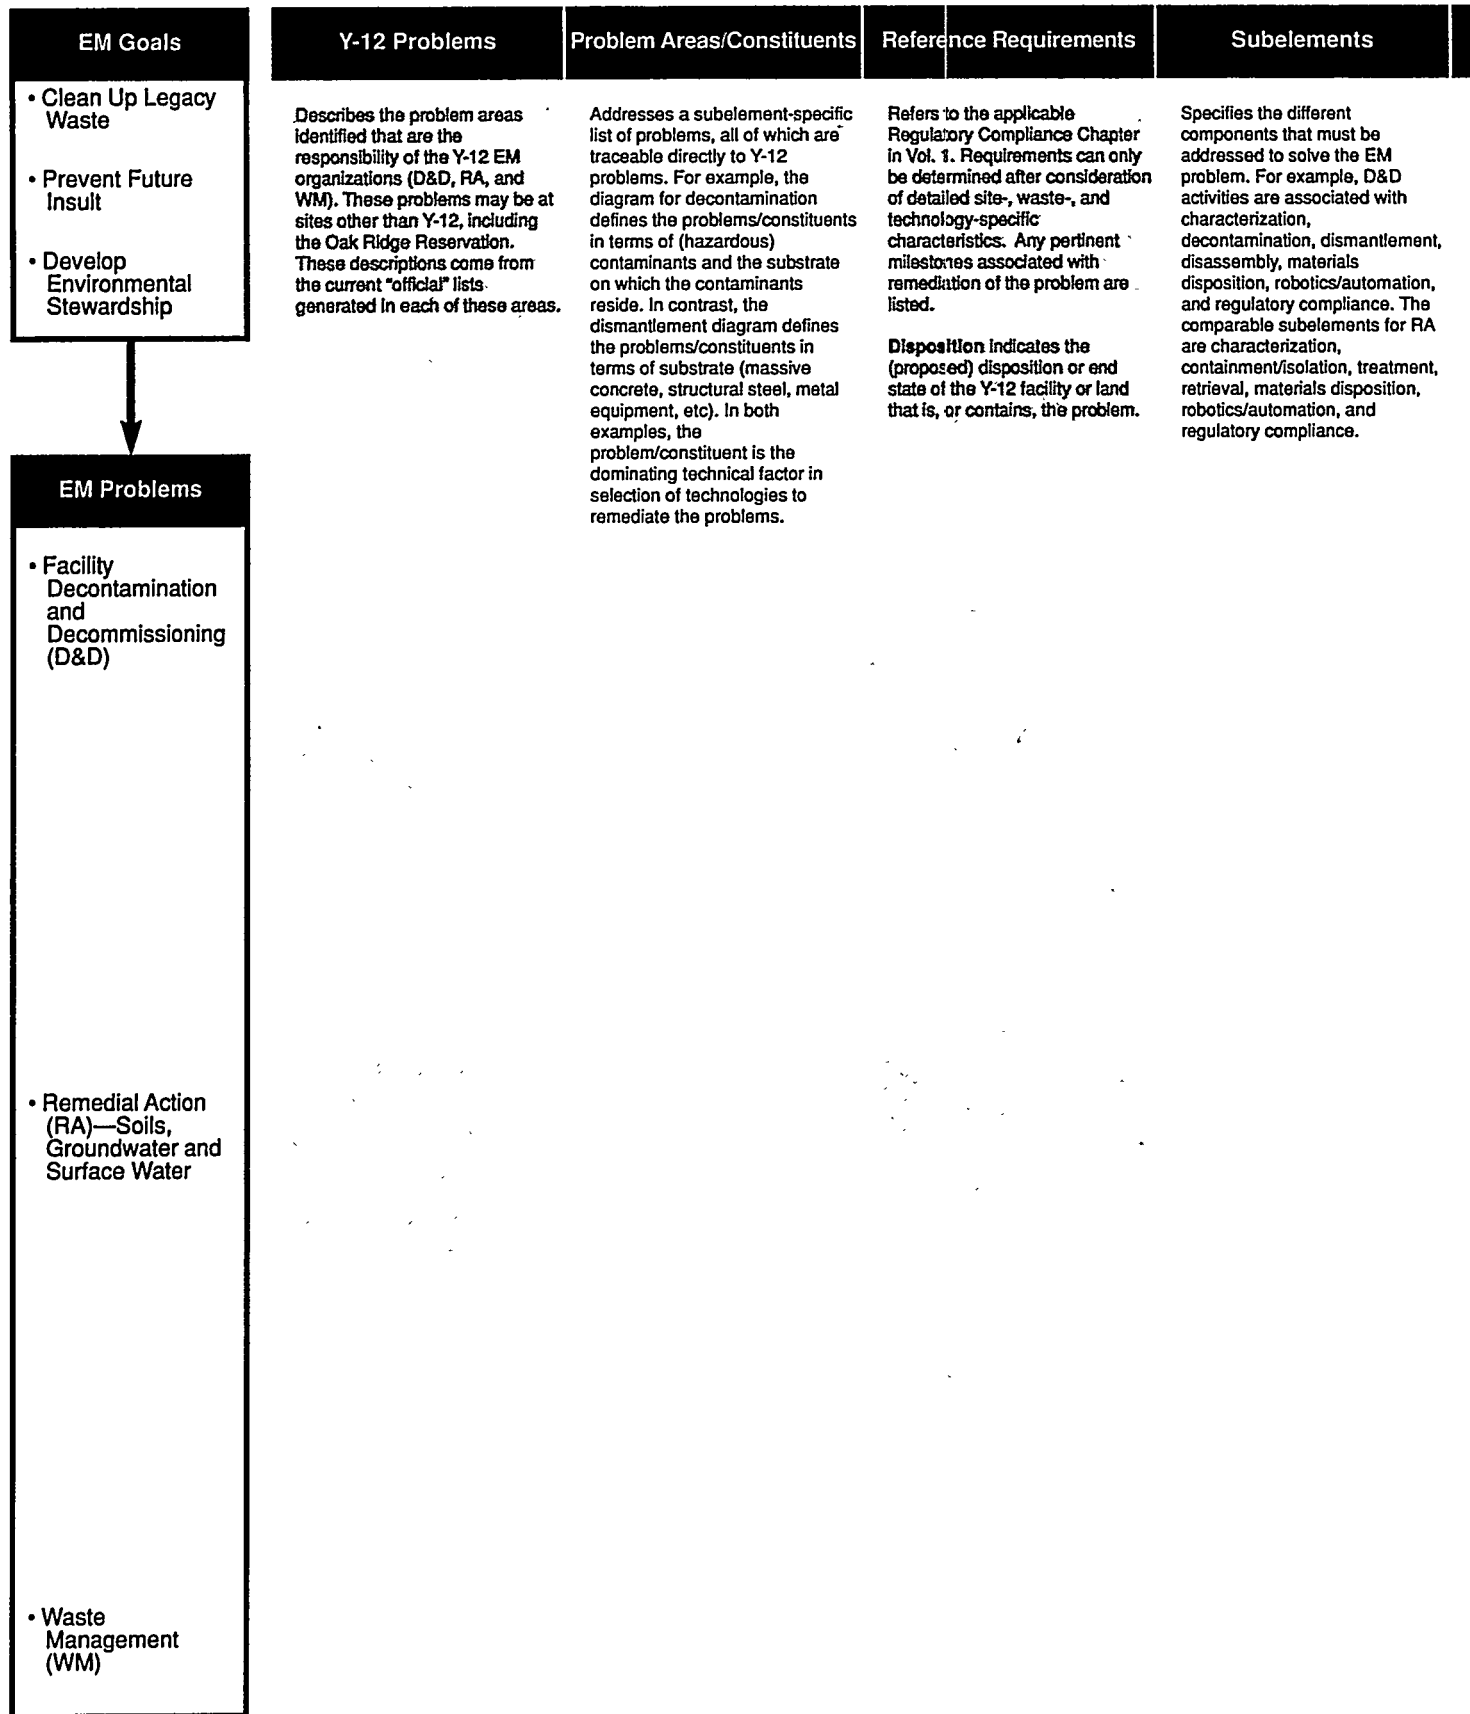 EM Goals
• Clean Up Legacy
Waste
• Prevent Future
Insult
• Develop
Environmental
Stewardship
EM Problems
• Facility
Decontamination
and
Decommissioning
(D&D)
• Remedial Action
(RA)—Soils,
Groundwater and
Surface Water
• Waste
Management
(WM)
Y-12 Problems
Describes the problem areas
identified that are the
responsibility of the Y-12 EM
organizations (D&D, RA, and
WM). These problems may be at
sites other than Y-12, including
the Oak Ridge Reservation.
These descriptions come from
the current "official" lists
generated in each of these areas.
Problem Areas/Constituents
Addresses a subelement-specific
list of problems, all of which are
traceable directly to Y-12
problems. For example, the
diagram for decontamination
defines the problems/constituents
in terms of (hazardous)
contaminants and the substrate
on which the contaminants
reside. In contrast, the
dismantlement diagram defines
the problems/constituents in
terms of substrate (massive
concrete, structural steel, metal
equipment, etc). In both
examples, the
problem/constituent is the
dominating technical factor in
selection of technologies to
remediate the problems.
Reference Requirements
Refers to the applicable
Regulatory Compliance Chapter
in Vol. 1. Requirements can only
be determined after consideration
of detailed site-, waste-, and
technology-specific
characteristics. Any pertinent
milestones associated with
remediation of the problem are
listed.
Disposition indicates the
(proposed) disposition or end
state of the Y-12 facility or land
that is, or contains, the problem.
Subelements
Specifies the different
components that must be
addressed to solve the EM
problem. For example, D&D
activities are associated with
characterization,
decontamination, dismantlement,
disassembly, materials
disposition, robotics/automation,
and regulatory compliance. The
comparable subelements for RA
are characterization,
containment/isolation, treatment,
retrieval, materials disposition,
robotics/automation, and
regulatory compliance.